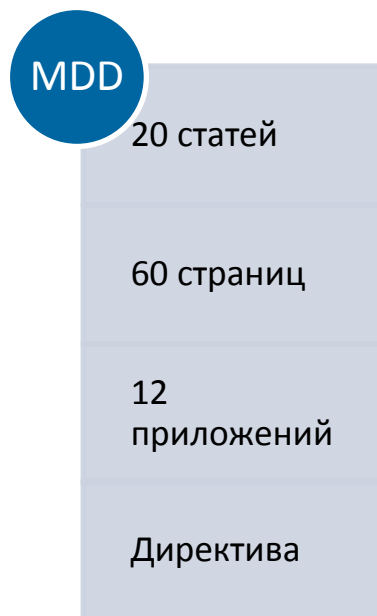 MDD
20 статей
60 страниц
12
приложений
Директива